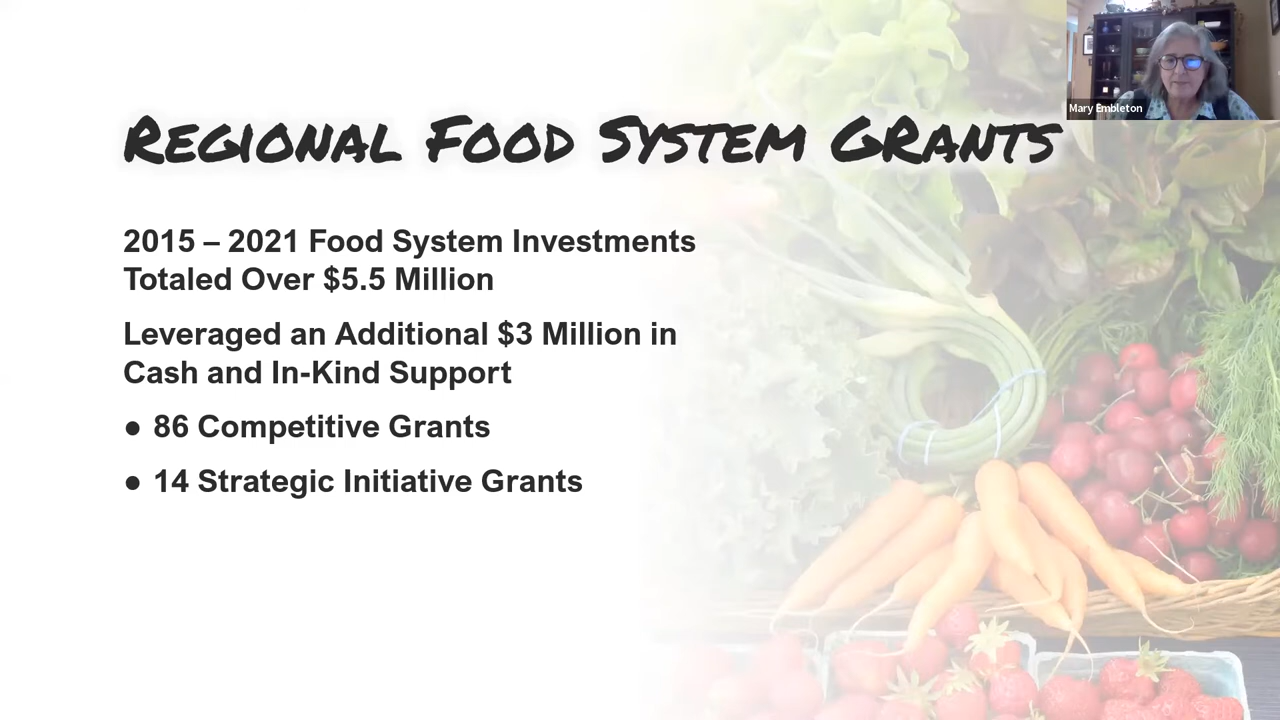 Mary Embleton
Regional Food System GRants
2015 – 2021 Food System Investments
Totaled Over $5.5 Million
Leveraged an Additional $3 Million in
Cash and In-Kind Support
● 86 Competitive Grants
● 14 Strategic Initiative Grants